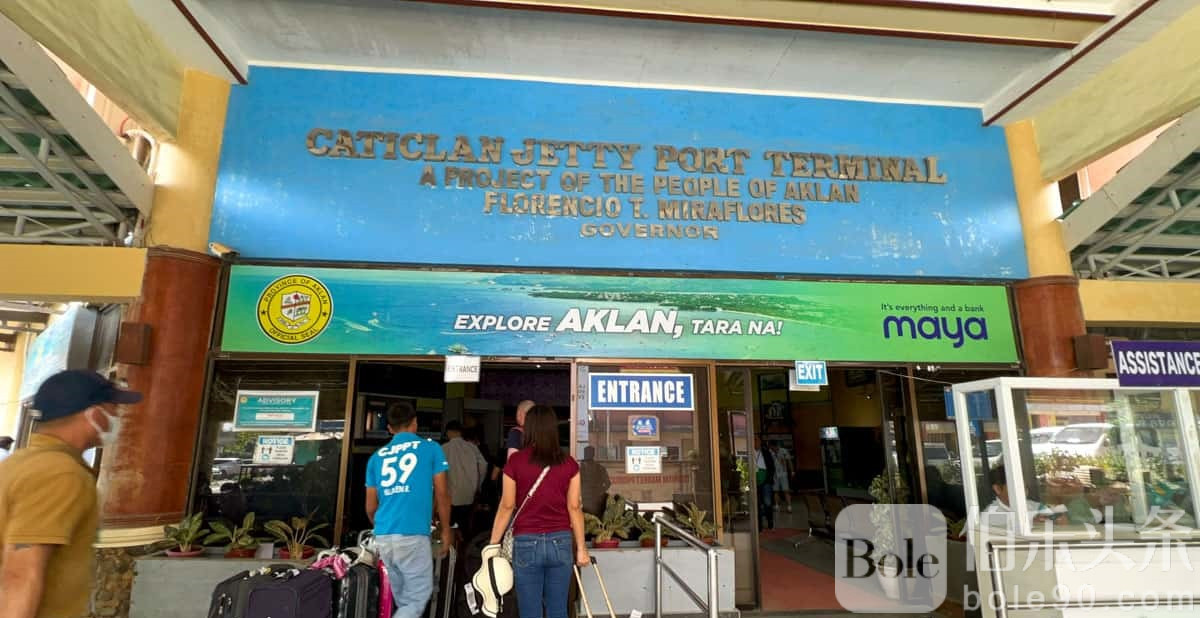 CATICLAN JETTY PORT TERMINAL
A PROJECT OF THE PEOPLE OF AKLAN
FLORENCIO T. MIRAFLORES
GOVERNOR
PROVINCE OF AKLAN
OFFICIAL SEAL
EXPLORE AKLAN, TARA NA!
It's everything and a bank
maya
ENTRANCE
ENTRANCE
EXIT
ASSISTANCE
ADVISORY
NOTICE
NOTICE
CJPPT
59
Bole
伯乐头条
bole90.com